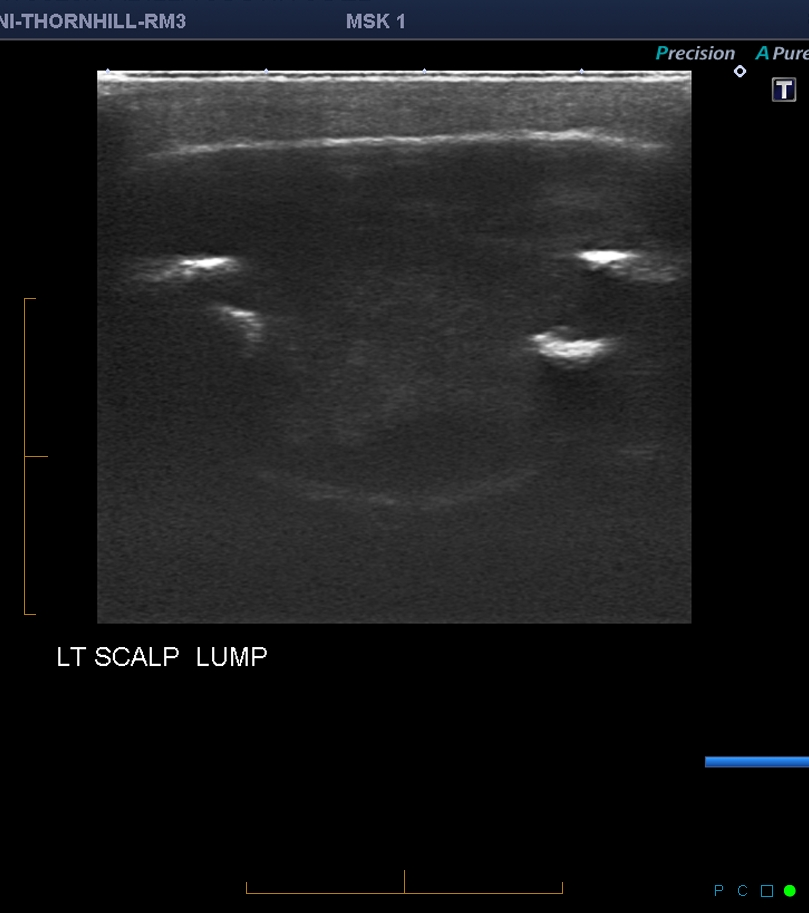 NI-THORNHILL-RM3 MSK 1
Precision A Pure
T
LT SCALP LUMP
P C